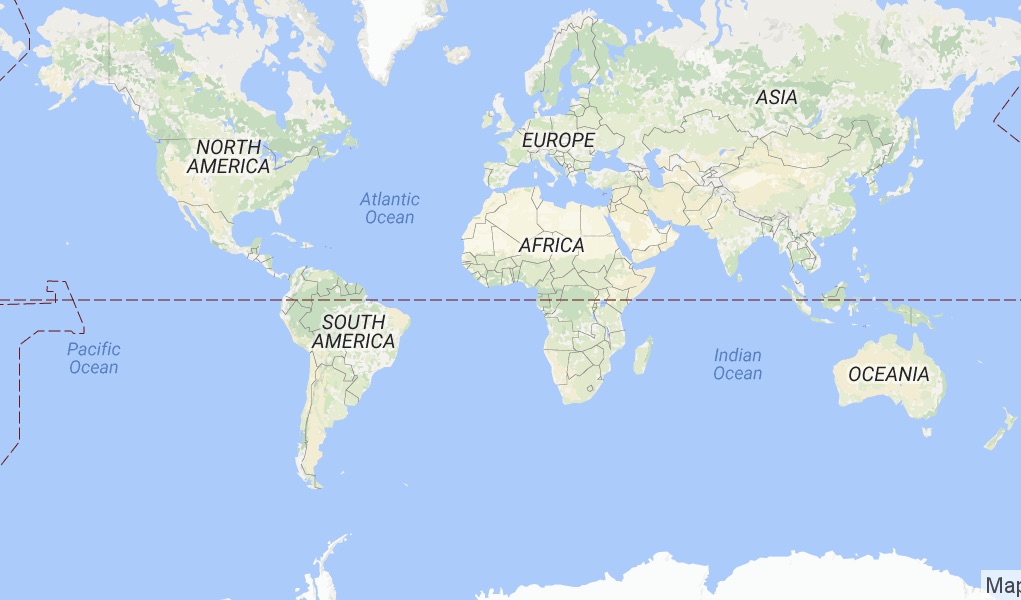 ASIA
EUROPE
NORTH
AMERICA
Atlantic
Ocean
AFRICA
SOUTH
AMERICA
Pacific
Ocean
Indian
Ocean
OCEANIA
Map